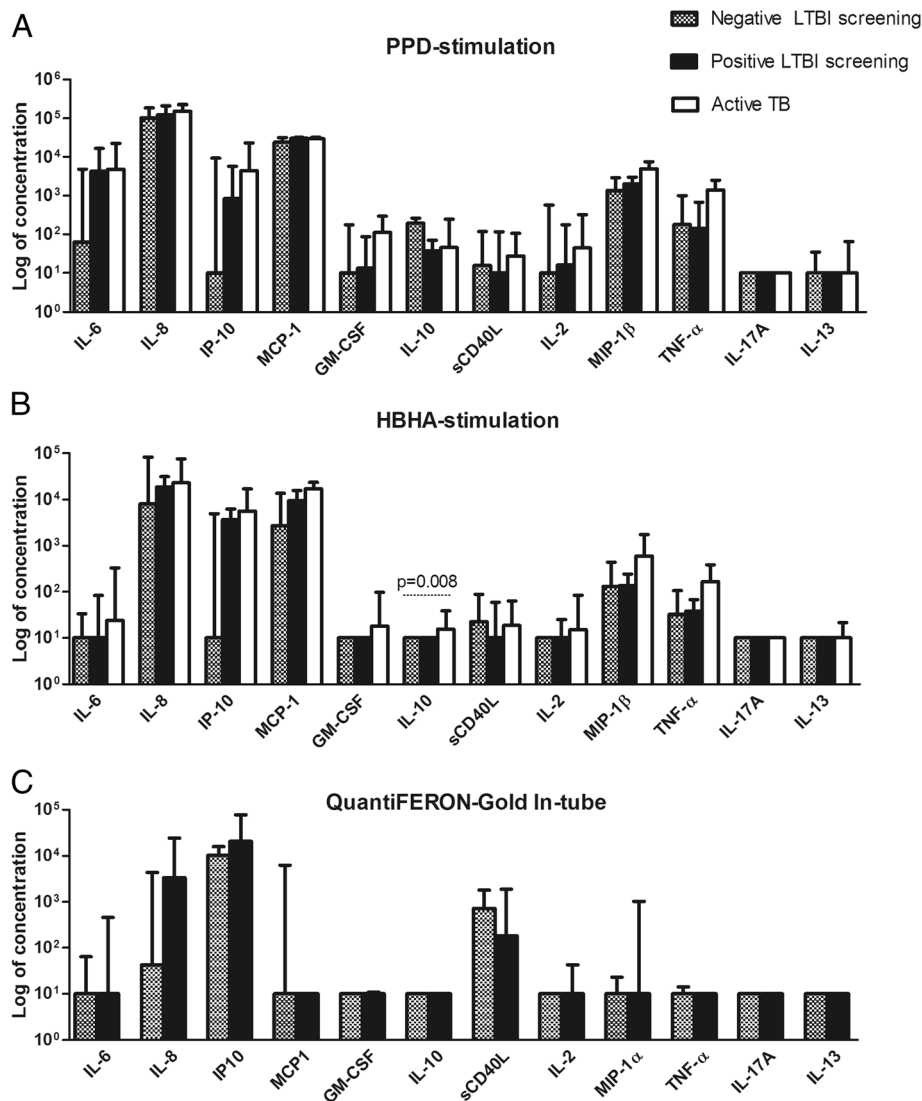 A
PPD-stimulation
Negative LTBI screening
Positive LTBI screening
Active TB
Log of concentration
10⁶
10⁵
10⁴
10³
10²
10¹
10⁰
IL-6 IL-8 IP-10 MCP-1 GM-CSF IL-10 sCD40L IL-2 MIP-1β TNF-α IL-17A IL-13
B
HBHA-stimulation
Log of concentration
10⁵
10⁴
10³
10²
10¹
10⁰
p=0.008
IL-6 IL-8 IP-10 MCP-1 GM-CSF IL-10 sCD40L IL-2 MIP-1β TNF-α IL-17A IL-13
C
QuantiFERON-Gold In-tube
Log of concentration
10⁵
10⁴
10³
10²
10¹
10⁰
IL-6 IL-8 IP10 MCP1 GM-CSF IL-10 sCD40L IL-2 MIP-1α TNF-α IL-17A IL-13